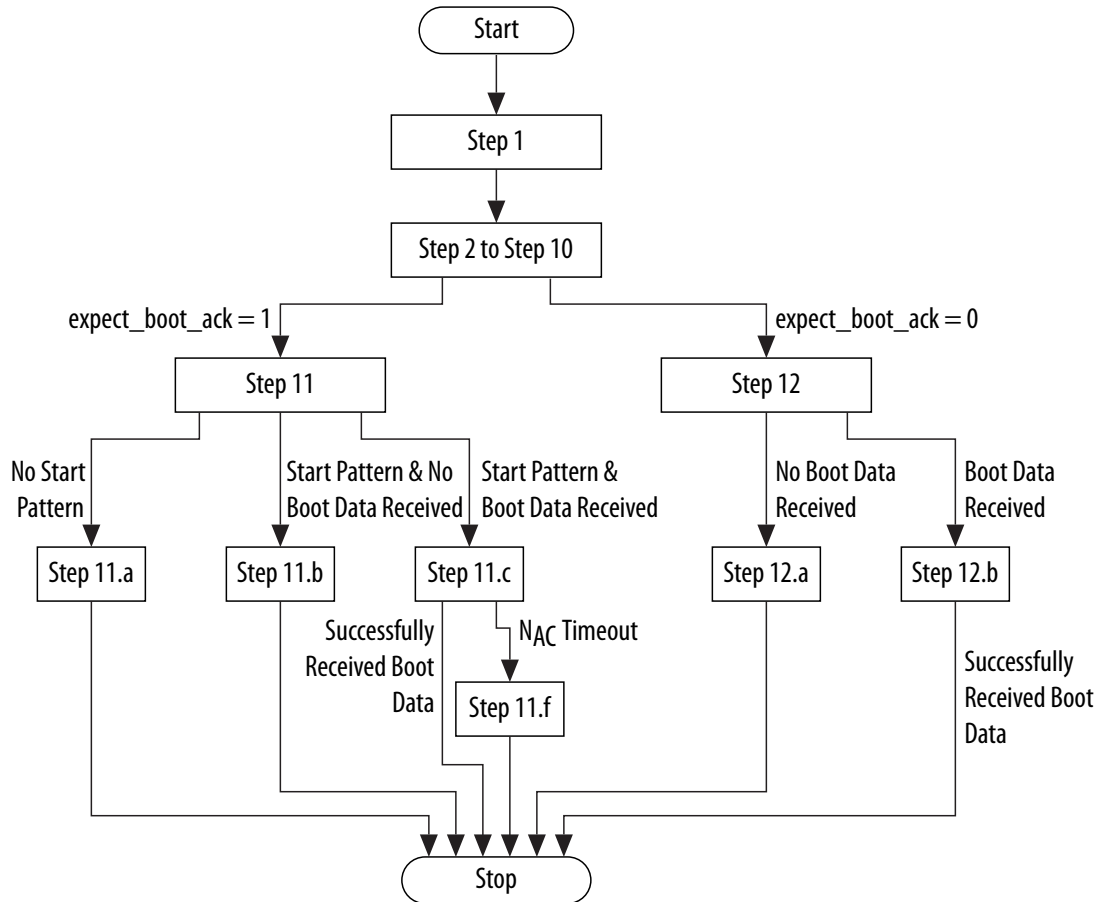 Start
Step 1
Step 2 to Step 10
expect_boot_ack = 1
expect_boot_ack = 0
Step 11
Step 12
No Start
Pattern
Start Pattern & No
Boot Data Received
Start Pattern &
Boot Data Received
No Boot Data
Received
Boot Data
Received
Step 11.a
Step 11.b
Step 11.c
Step 12.a
Step 12.b
Successfully
Received Boot
Data
NAC Timeout
Step 11.f
Successfully
Received Boot
Data
Stop